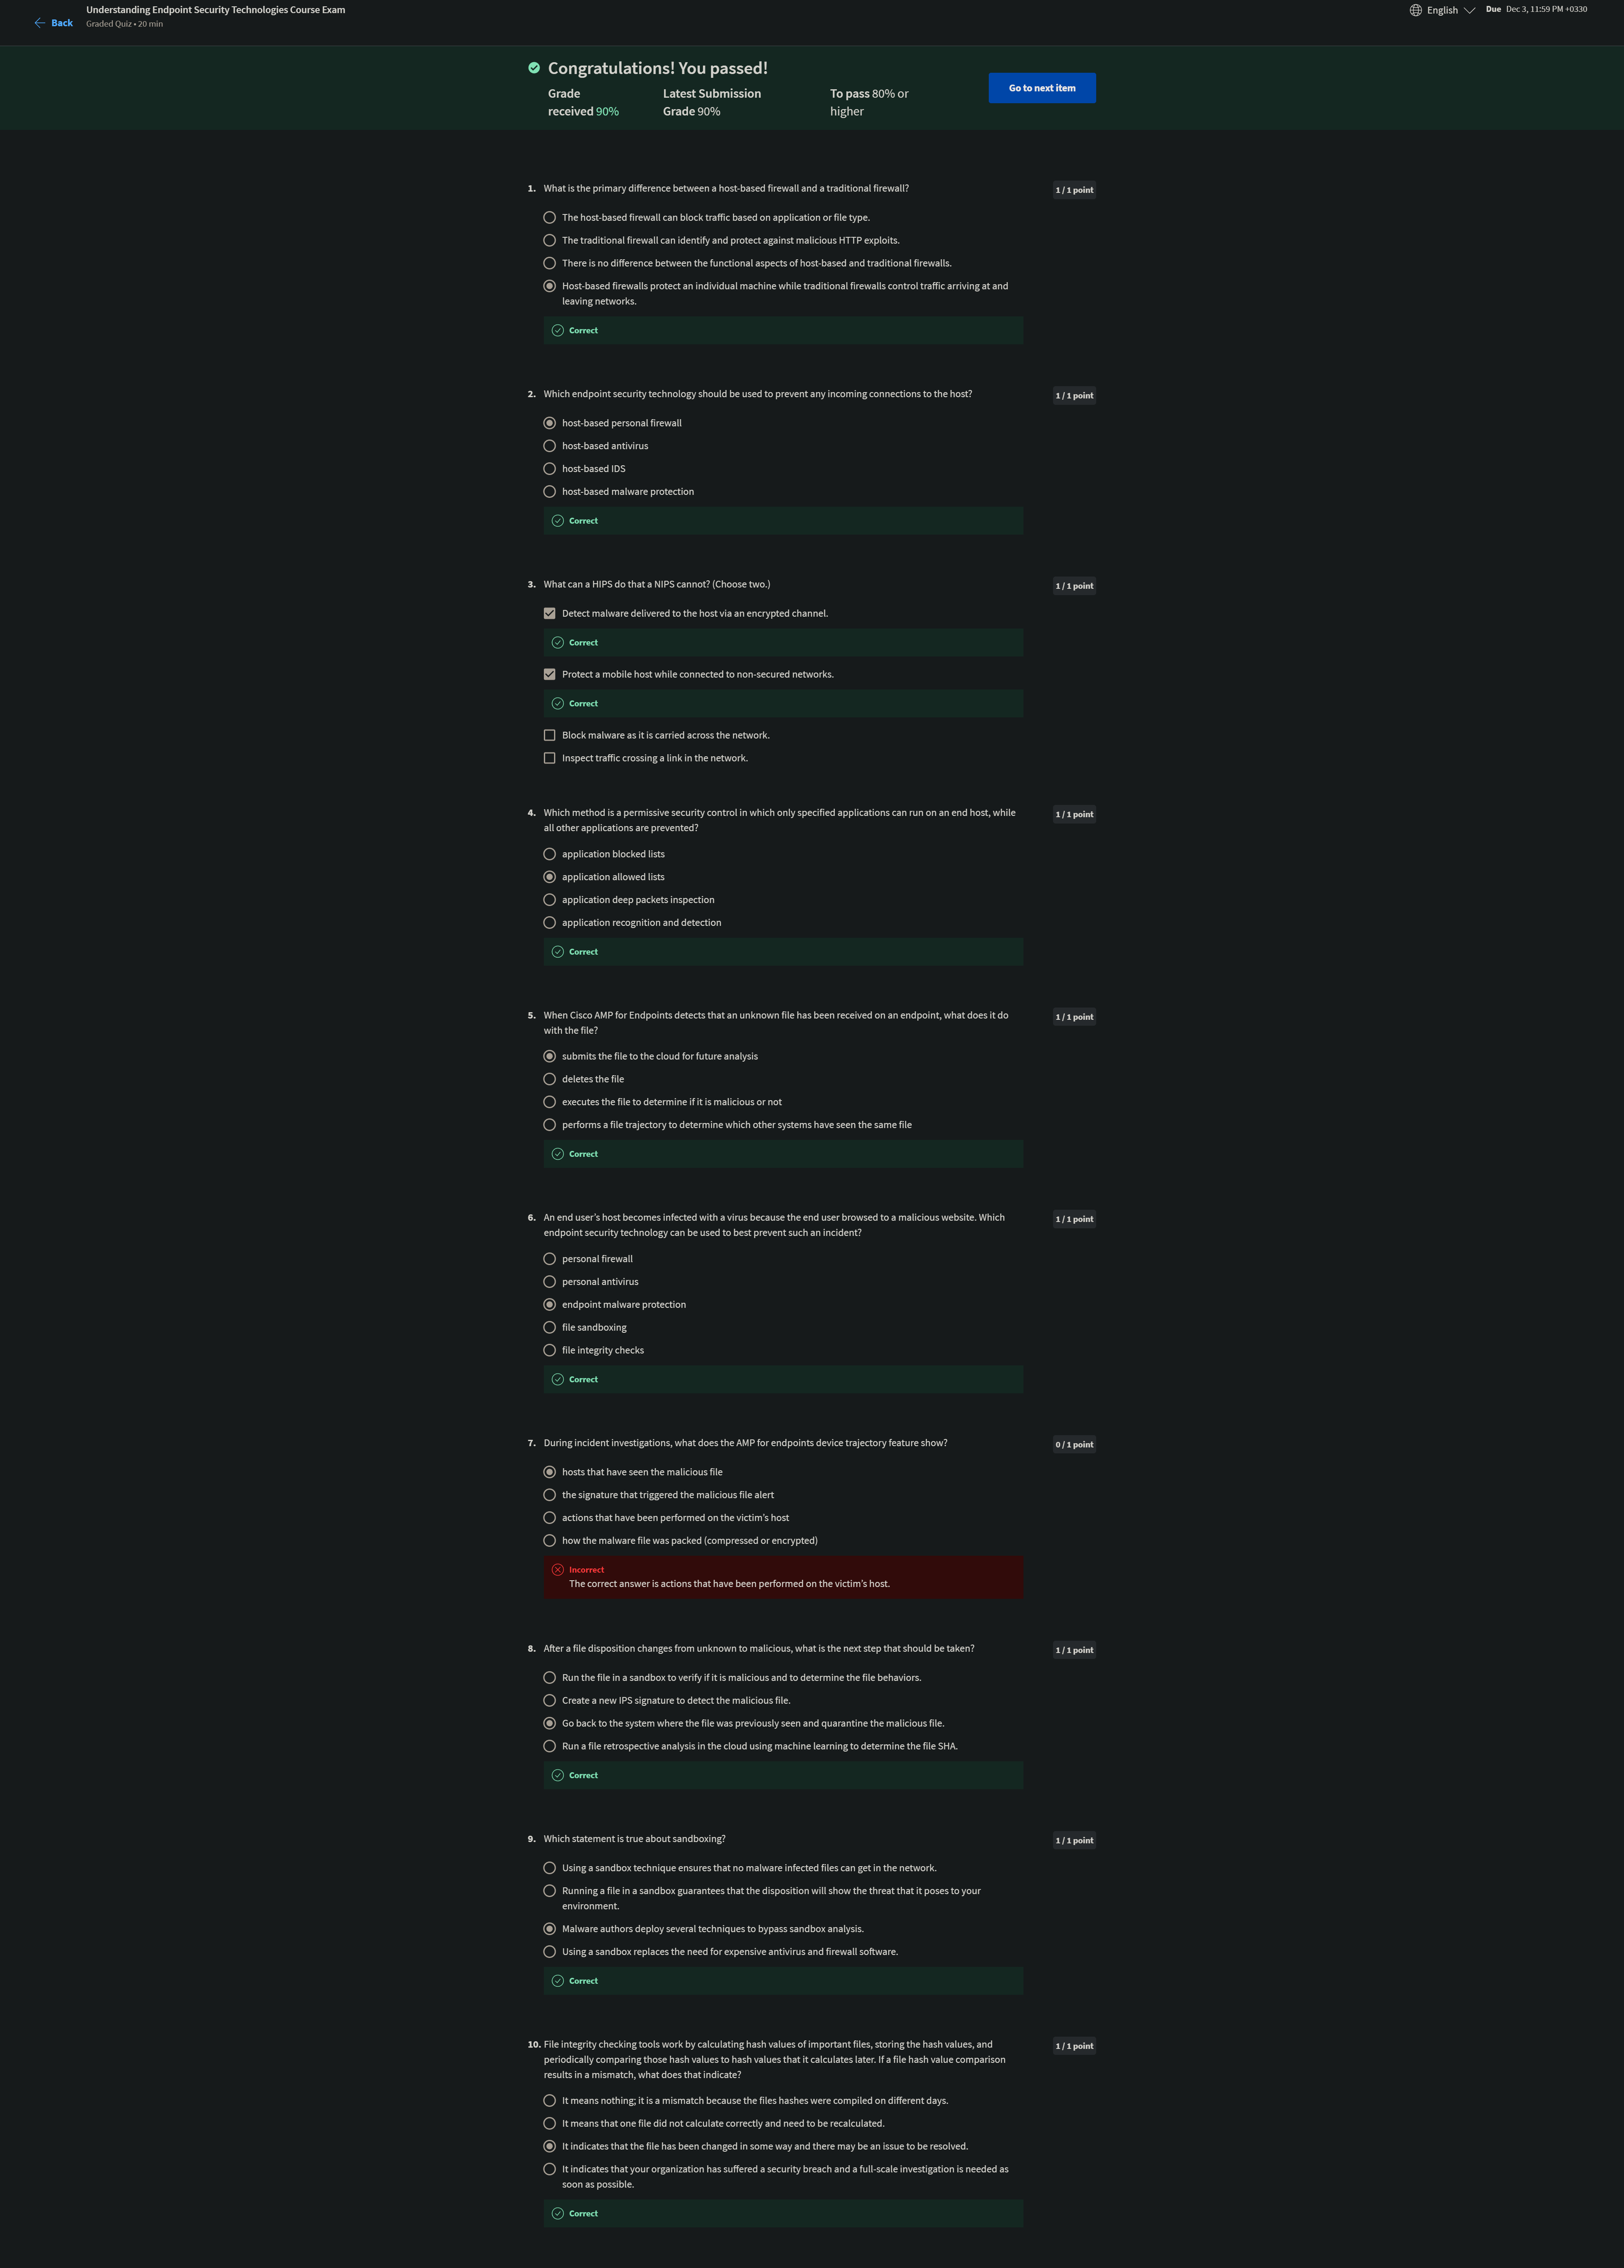 Back
Understanding Endpoint Security Technologies Course Exam
Graded Quiz • 20 min
English
Due Dec 3, 11:59 PM +0330
Congratulations! You passed!
Grade
received 90%
Latest Submission
Grade 90%
To pass 80% or
higher
Go to next item
1. What is the primary difference between a host-based firewall and a traditional firewall?
1 / 1 point
The host-based firewall can block traffic based on application or file type.
The traditional firewall can identify and protect against malicious HTTP exploits.
There is no difference between the functional aspects of host-based and traditional firewalls.
Host-based firewalls protect an individual machine while traditional firewalls control traffic arriving at and
leaving networks.
Correct
2. Which endpoint security technology should be used to prevent any incoming connections to the host?
1 / 1 point
host-based personal firewall
host-based antivirus
host-based IDS
host-based malware protection
Correct
3. What can a HIPS do that a NIPS cannot? (Choose two.)
1 / 1 point
Detect malware delivered to the host via an encrypted channel.
Correct
Protect a mobile host while connected to non-secured networks.
Correct
Block malware as it is carried across the network.
Inspect traffic crossing a link in the network.
4. Which method is a permissive security control in which only specified applications can run on an end host, while
all other applications are prevented?
1 / 1 point
application blocked lists
application allowed lists
application deep packets inspection
application recognition and detection
Correct
5. When Cisco AMP for Endpoints detects that an unknown file has been received on an endpoint, what does it do
with the file?
1 / 1 point
submits the file to the cloud for future analysis
deletes the file
executes the file to determine if it is malicious or not
performs a file trajectory to determine which other systems have seen the same file
Correct
6. An end user's host becomes infected with a virus because the end user browsed to a malicious website. Which
endpoint security technology can be used to best prevent such an incident?
1 / 1 point
personal firewall
personal antivirus
endpoint malware protection
file sandboxing
file integrity checks
Correct
7. During incident investigations, what does the AMP for endpoints device trajectory feature show?
0 / 1 point
hosts that have seen the malicious file
the signature that triggered the malicious file alert
actions that have been performed on the victim's host
how the malware file was packed (compressed or encrypted)
Incorrect
The correct answer is actions that have been performed on the victim's host.
8. After a file disposition changes from unknown to malicious, what is the next step that should be taken?
1 / 1 point
Run the file in a sandbox to verify if it is malicious and to determine the file behaviors.
Create a new IPS signature to detect the malicious file.
Go back to the system where the file was previously seen and quarantine the malicious file.
Run a file retrospective analysis in the cloud using machine learning to determine the file SHA.
Correct
9. Which statement is true about sandboxing?
1 / 1 point
Using a sandbox technique ensures that no malware infected files can get in the network.
Running a file in a sandbox guarantees that the disposition will show the threat that it poses to your
environment.
Malware authors deploy several techniques to bypass sandbox analysis.
Using a sandbox replaces the need for expensive antivirus and firewall software.
Correct
10. File integrity checking tools work by calculating hash values of important files, storing the hash values, and
periodically comparing those hash values to hash values that it calculates later. If a file hash value comparison
results in a mismatch, what does that indicate?
1 / 1 point
It means nothing; it is a mismatch because the files hashes were compiled on different days.
It means that one file did not calculate correctly and need to be recalculated.
It indicates that the file has been changed in some way and there may be an issue to be resolved.
It indicates that your organization has suffered a security breach and a full-scale investigation is needed as
soon as possible.
Correct